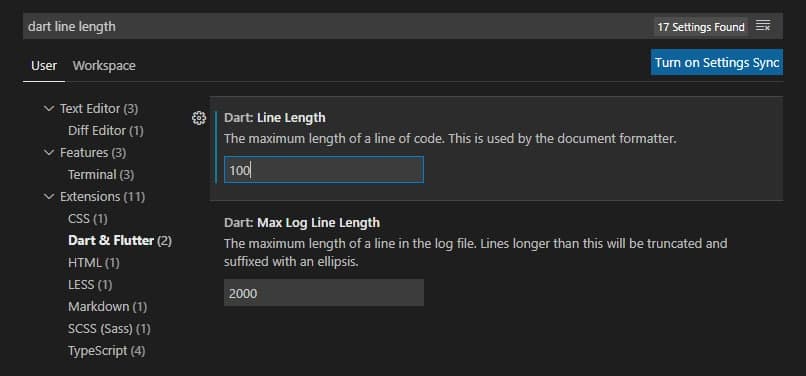 dart line length
17 Settings Found
User Workspace
Turn on Settings Sync
Text Editor (3)
Diff Editor (1)
Features (3)
Terminal (3)
Extensions (11)
CSS (1)
Dart & Flutter (2)
HTML (1)
LESS (1)
Markdown (1)
SCSS (Sass) (1)
TypeScript (4)
Dart: Line Length
The maximum length of a line of code. This is used by the document formatter.
100
Dart: Max Log Line Length
The maximum length of a line in the log file. Lines longer than this will be truncated and
suffixed with an ellipsis.
2000